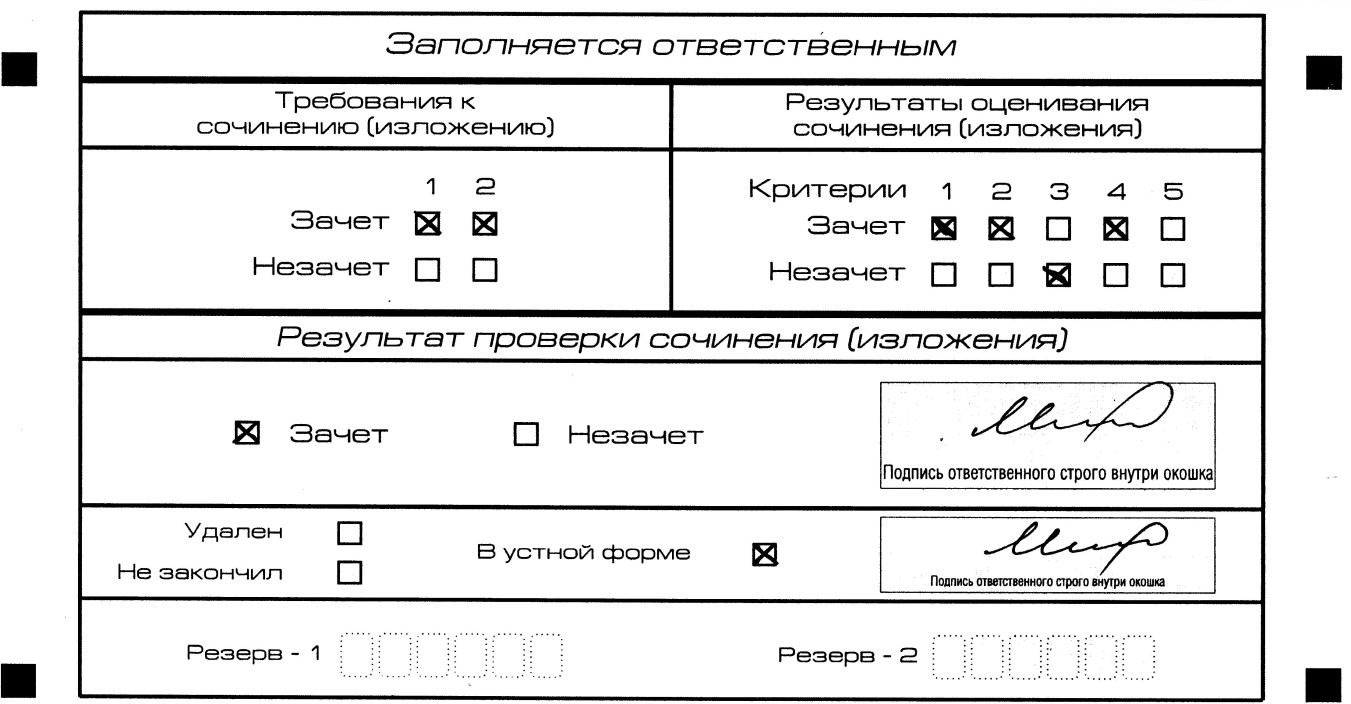 Заполняется ответственным
Требования к
сочинению (изложению)
Результаты оценивания
сочинения (изложения)
1 2
Зачет
Незачет
Критерии 1 2 3 4 5
Зачет
Незачет
Результат проверки сочинения (изложения)
Зачет Незачет
Подпись ответственного строго внутри окошка
Удален
Не закончил
В устной форме
Подпись ответственного строго внутри окошка
Резерв - 1 Резерв - 2